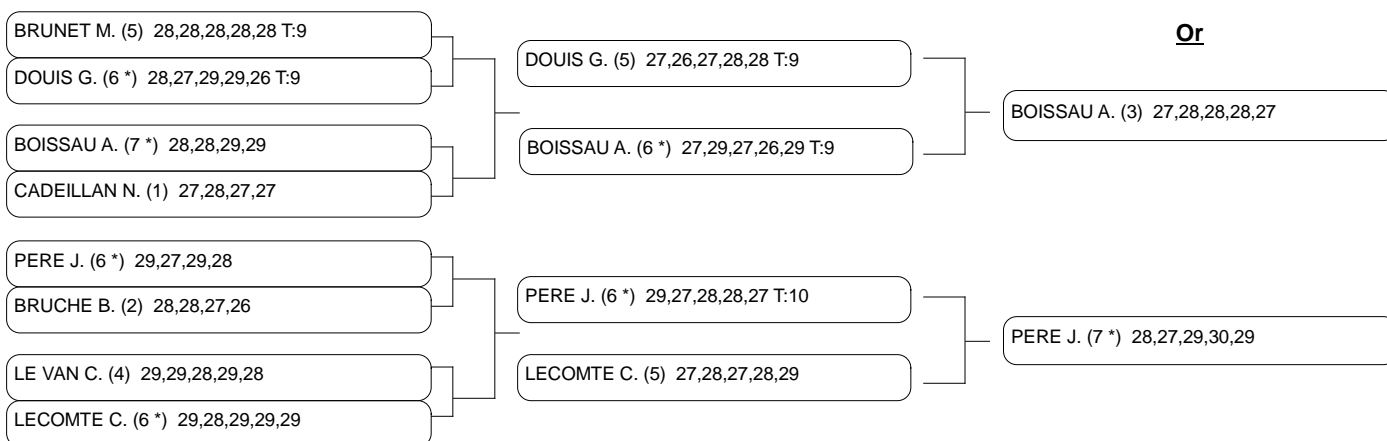 BRUNET M. (5) 28,28,28,28,28 T:9
DOUIS G. (6 *) 28,27,29,29,26 T:9
BOISSAU A. (7 *) 28,28,29,29
CADEILLAN N. (1) 27,28,27,27
PERE J. (6 *) 29,27,29,28
BRUCHE B. (2) 28,28,27,26
LE VAN C. (4) 29,29,28,29,28
LECOMTE C. (6 *) 29,28,29,29,29
DOUIS G. (5) 27,26,27,28,28 T:9
BOISSAU A. (6 *) 27,29,27,26,29 T:9
PERE J. (6 *) 29,27,28,28,27 T:10
LECOMTE C. (5) 27,28,27,28,29
Or
BOISSAU A. (3) 27,28,28,28,27
PERE J. (7 *) 28,27,29,30,29